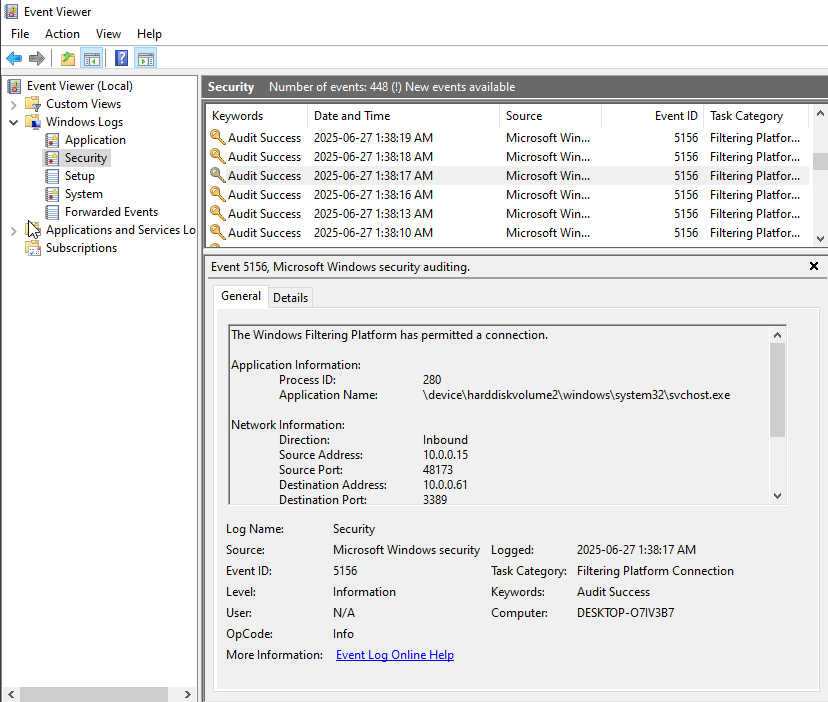 Event Viewer
File Action View Help
Event Viewer (Local)
Custom Views
Windows Logs
Application
Security
Setup
System
Forwarded Events
Applications and Services Lo
Subscriptions
Security Number of events: 448 (!) New events available
Keywords Date and Time Source Event ID Task Category
Audit Success 2025-06-27 1:38:19 AM Microsoft Win... 5156 Filtering Platfor...
Audit Success 2025-06-27 1:38:18 AM Microsoft Win... 5156 Filtering Platfor...
Audit Success 2025-06-27 1:38:17 AM Microsoft Win... 5156 Filtering Platfor...
Audit Success 2025-06-27 1:38:16 AM Microsoft Win... 5156 Filtering Platfor...
Audit Success 2025-06-27 1:38:13 AM Microsoft Win... 5156 Filtering Platfor...
Audit Success 2025-06-27 1:38:10 AM Microsoft Win... 5156 Filtering Platfor...
Event 5156, Microsoft Windows security auditing.
General Details
The Windows Filtering Platform has permitted a connection.
Application Information:
Process ID: 280
Application Name: \device\harddiskvolume2\windows\system32\svchost.exe
Network Information:
Direction: Inbound
Source Address: 10.0.0.15
Source Port: 48173
Destination Address: 10.0.0.61
Destination Port: 3389
Log Name: Security
Source: Microsoft Windows security Logged: 2025-06-27 1:38:17 AM
Event ID: 5156 Task Category: Filtering Platform Connection
Level: Information Keywords: Audit Success
User: N/A Computer: DESKTOP-O7IV3B7
OpCode: Info
More Information: Event Log Online Help